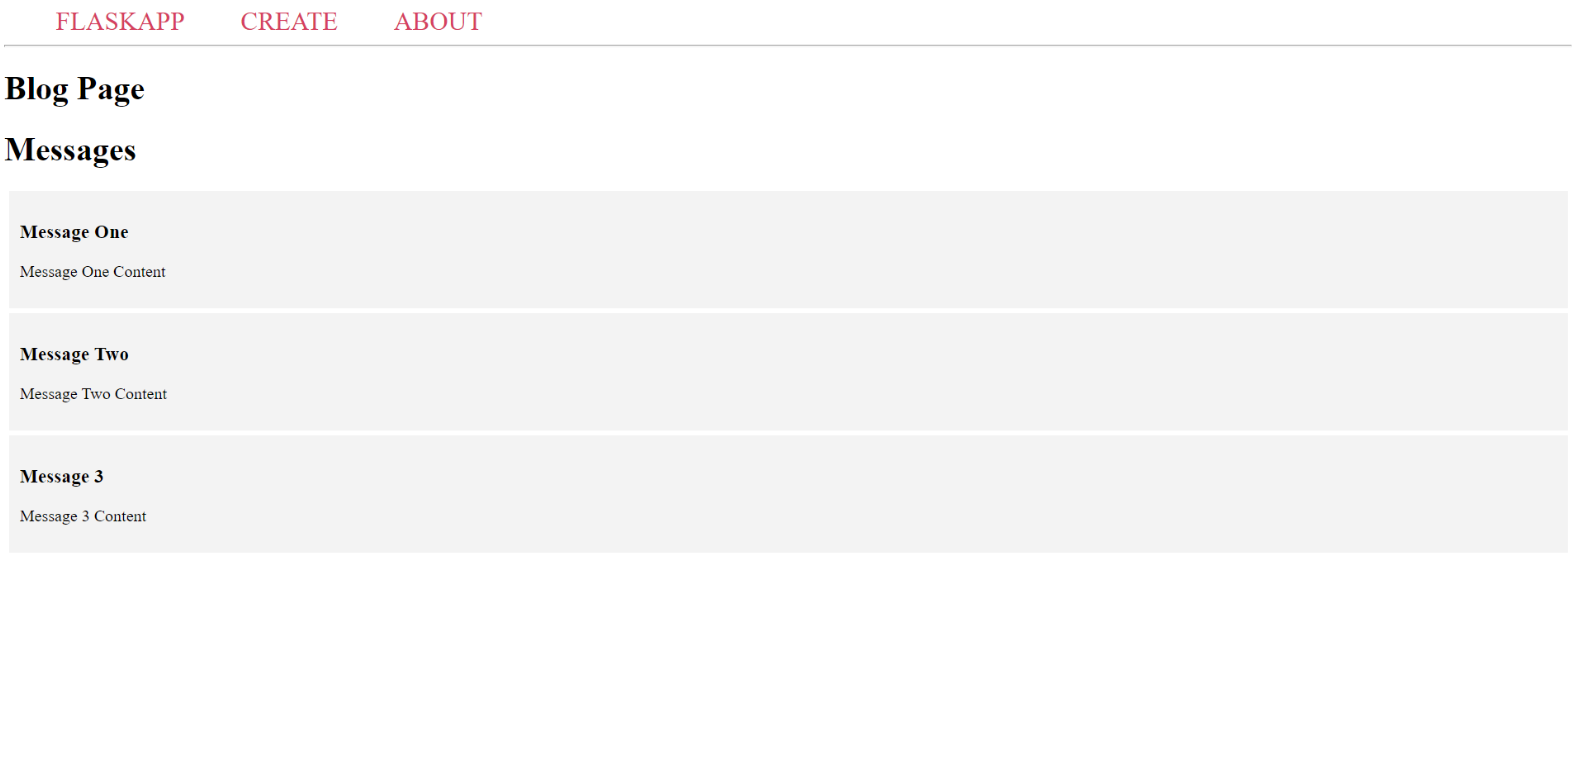 FLASKAPP CREATE ABOUT
Blog Page
Messages
Message One
Message One Content
Message Two
Message Two Content
Message 3
Message 3 Content